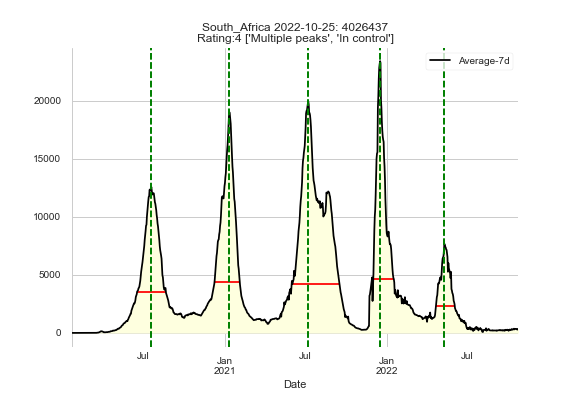 South_Africa 2022-10-25: 4026437
Rating:4 ['Multiple peaks', 'In control']
Average-7d
20000
15000
10000
5000
0
Jul
Jan
2021
Jul
Jan
2022
Jul
Date